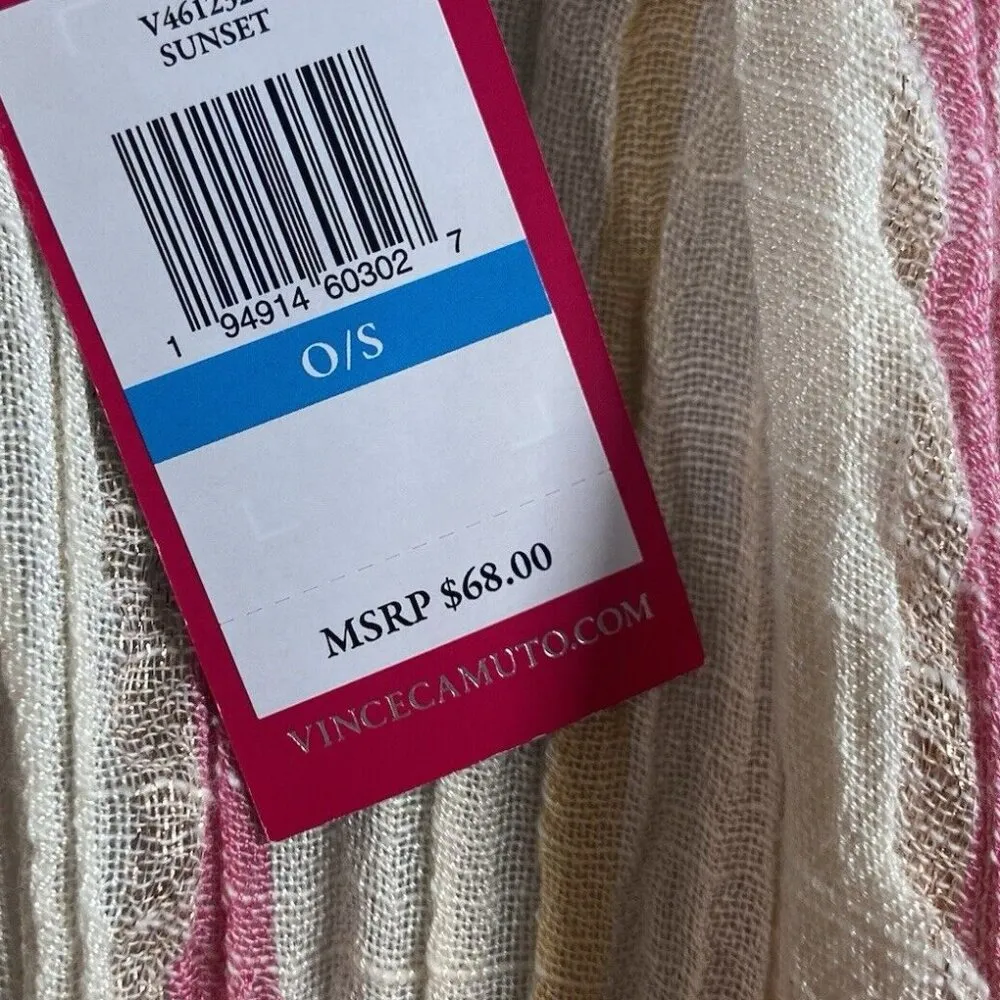 SUNSET
1 94914 60302 7
O/S
MSRP $68.00
VINCECAMUTO.COM